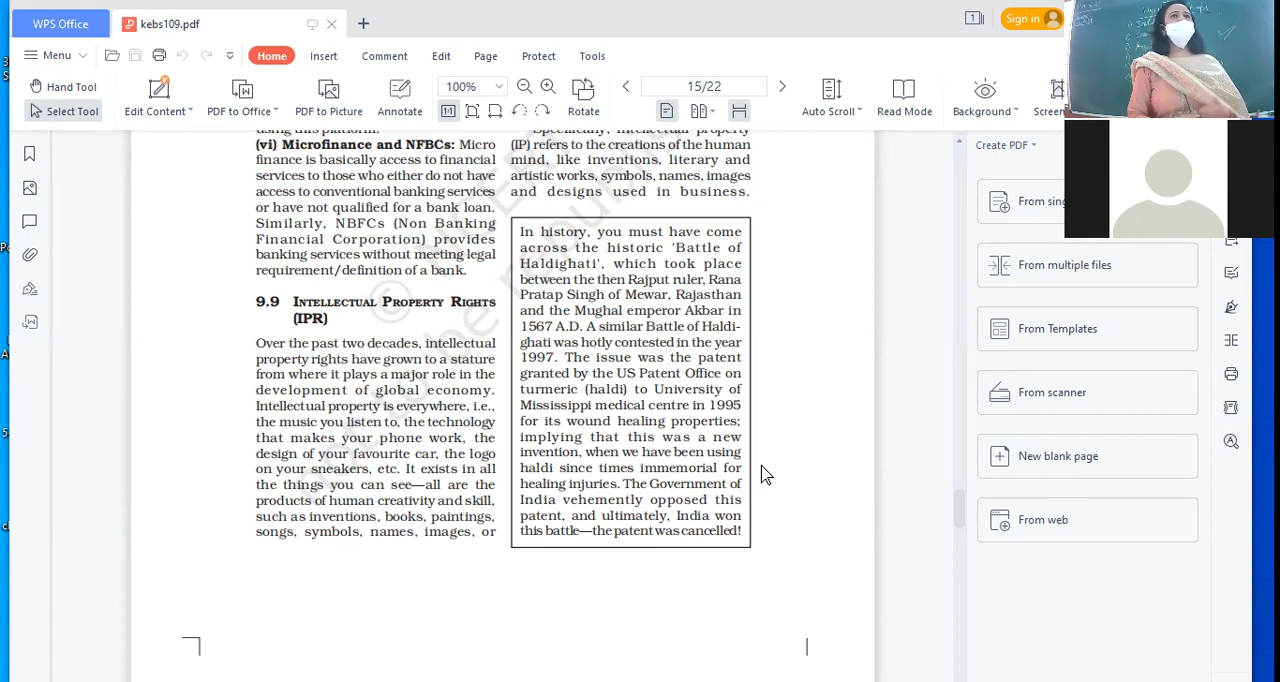 WPS Office
kebs109.pdf
Sign in
Menu
Home
Insert
Comment
Edit
Page
Protect
Tools
Hand Tool
Select Tool
Edit Content
PDF to Office
PDF to Picture
Annotate
100%
Rotate
15/22
Auto Scroll
Read Mode
Background
Screen
using this platform.
(vi) Microfinance and NFBCs: Micro
finance is basically access to financial
services to those who either do not have
access to conventional banking services
or have not qualified for a bank loan.
Similarly, NBFCs (Non Banking
Financial Corporation) provides
banking services without meeting legal
requirement/definition of a bank.
9.9 INTELLECTUAL PROPERTY RIGHTS
(IPR)
Over the past two decades, intellectual
property rights have grown to a stature
from where it plays a major role in the
development of global economy.
Intellectual property is everywhere, i.e.,
the music you listen to, the technology
that makes your phone work, the
design of your favourite car, the logo
on your sneakers, etc. It exists in all
the things you can see—all are the
products of human creativity and skill,
such as inventions, books, paintings,
songs, symbols, names, images, or
Specifically, intellectual property
(IP) refers to the creations of the human
mind, like inventions, literary and
artistic works, symbols, names, images
and designs used in business.
In history, you must have come
across the historic 'Battle of
Haldighati', which took place
between the then Rajput ruler, Rana
Pratap Singh of Mewar, Rajasthan
and the Mughal emperor Akbar in
1567 A.D. A similar Battle of Haldi-
ghati was hotly contested in the year
1997. The issue was the patent
granted by the US Patent Office on
turmeric (haldi) to University of
Mississippi medical centre in 1995
for its wound healing properties;
implying that this was a new
invention, when we have been using
haldi since times immemorial for
healing injuries. The Government of
India vehemently opposed this
patent, and ultimately, India won
this battle—the patent was cancelled!
© NCERT
be republis
not to
Create PDF
From sing
From multiple files
From Templates
From scanner
New blank page
From web